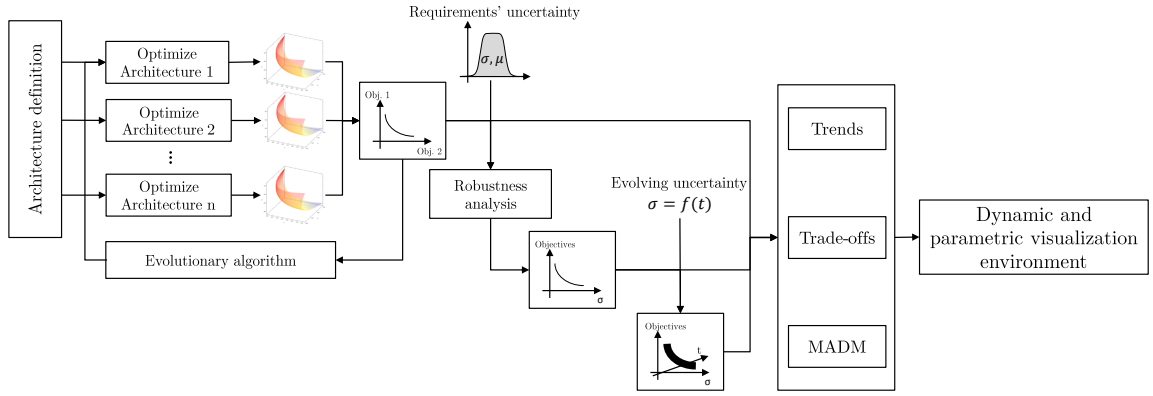 Architecture definition
Optimize
Architecture 1
Optimize
Architecture 2
...
Optimize
Architecture n
Evolutionary algorithm
Obj. 1
Obj. 2
Requirements' uncertainty
σ, μ
Robustness
analysis
Objectives
σ
Evolving uncertainty
σ = f(t)
Objectives
t
σ
Trends
Trade-offs
MADM
Dynamic and
parametric visualization
environment